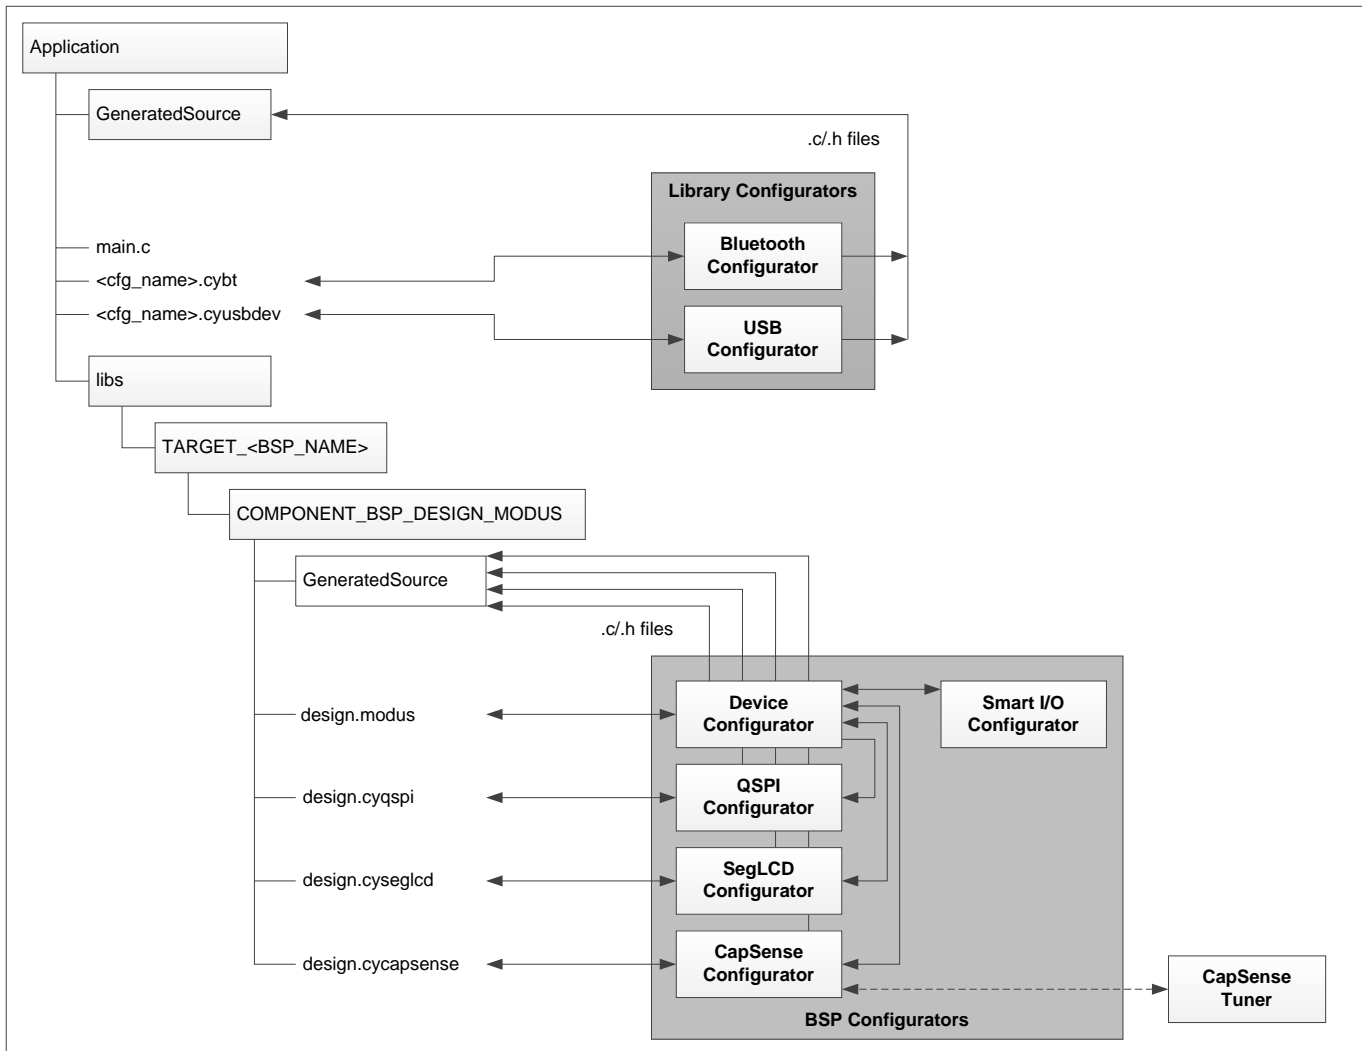 Application
GeneratedSource
.c/.h files
Library Configurators
Bluetooth
Configurator
main.c
<cfg_name>.cybt
<cfg_name>.cyusbdev
USB
Configurator
libs
TARGET_<BSP_NAME>
COMPONENT_BSP_DESIGN_MODUS
GeneratedSource
.c/.h files
design.modus
Device
Configurator
Smart I/O
Configurator
design.cyqspi
QSPI
Configurator
design.cyseglcd
SegLCD
Configurator
design.cycapsense
CapSense
Configurator
CapSense
Tuner
BSP Configurators